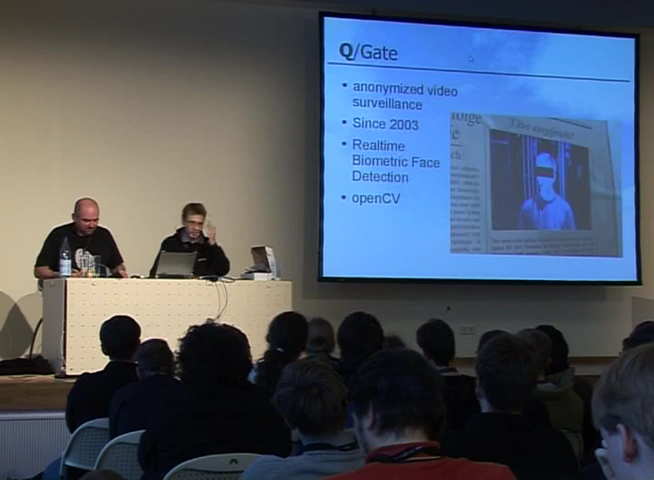 Q/Gate
• anonymized video
surveillance
• Since 2003
• Realtime
Biometric Face
Detection
• openCV